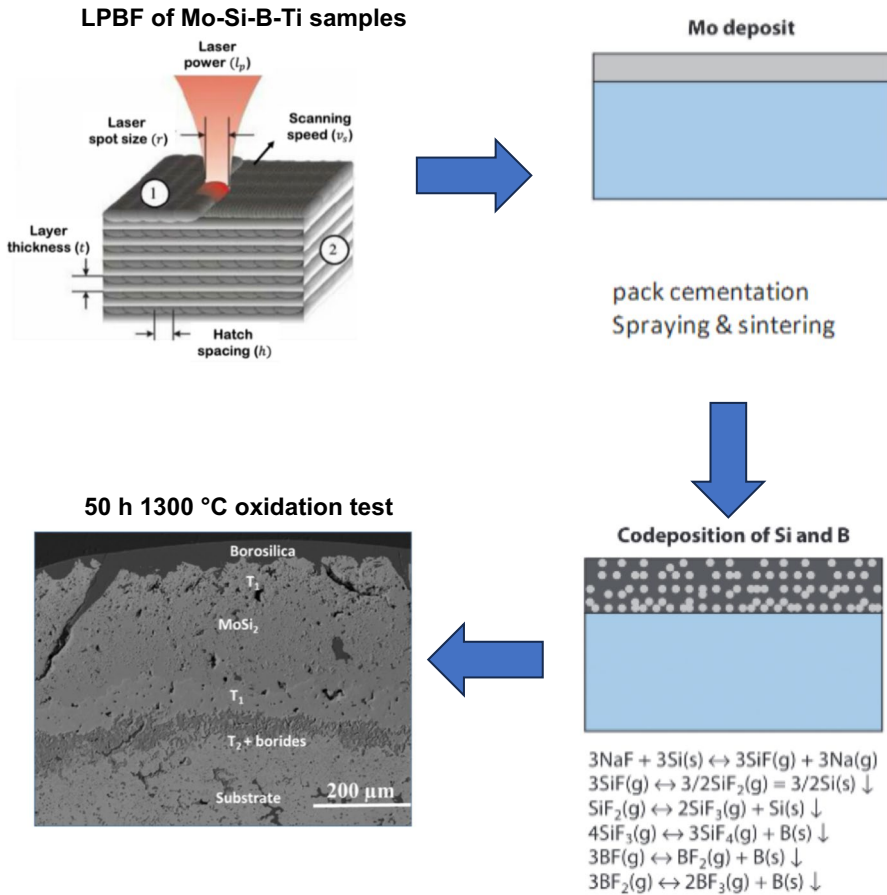 LPBF of Mo-Si-B-Ti samples
Laser
power (lₚ)
Laser
spot size (r)
Scanning
speed (vₛ)
1
2
Layer
thickness (t)
Hatch
spacing (h)
Mo deposit
pack cementation
Spraying & sintering
Codeposition of Si and B
3NaF + 3Si(s) ↔ 3SiF(g) + 3Na(g)
3SiF(g) ↔ 3/2SiF₂(g) = 3/2Si(s) ↓
SiF₂(g) ↔ 2SiF₃(g) + Si(s) ↓
4SiF₃(g) ↔ 3SiF₄(g) + B(s) ↓
3BF(g) ↔ BF₂(g) + B(s) ↓
3BF₂(g) ↔ 2BF₃(g) + B(s) ↓
50 h 1300 °C oxidation test
Borosilica
T₁
MoSi₂
T₁
T₂ + borides
Substrate
200 µm